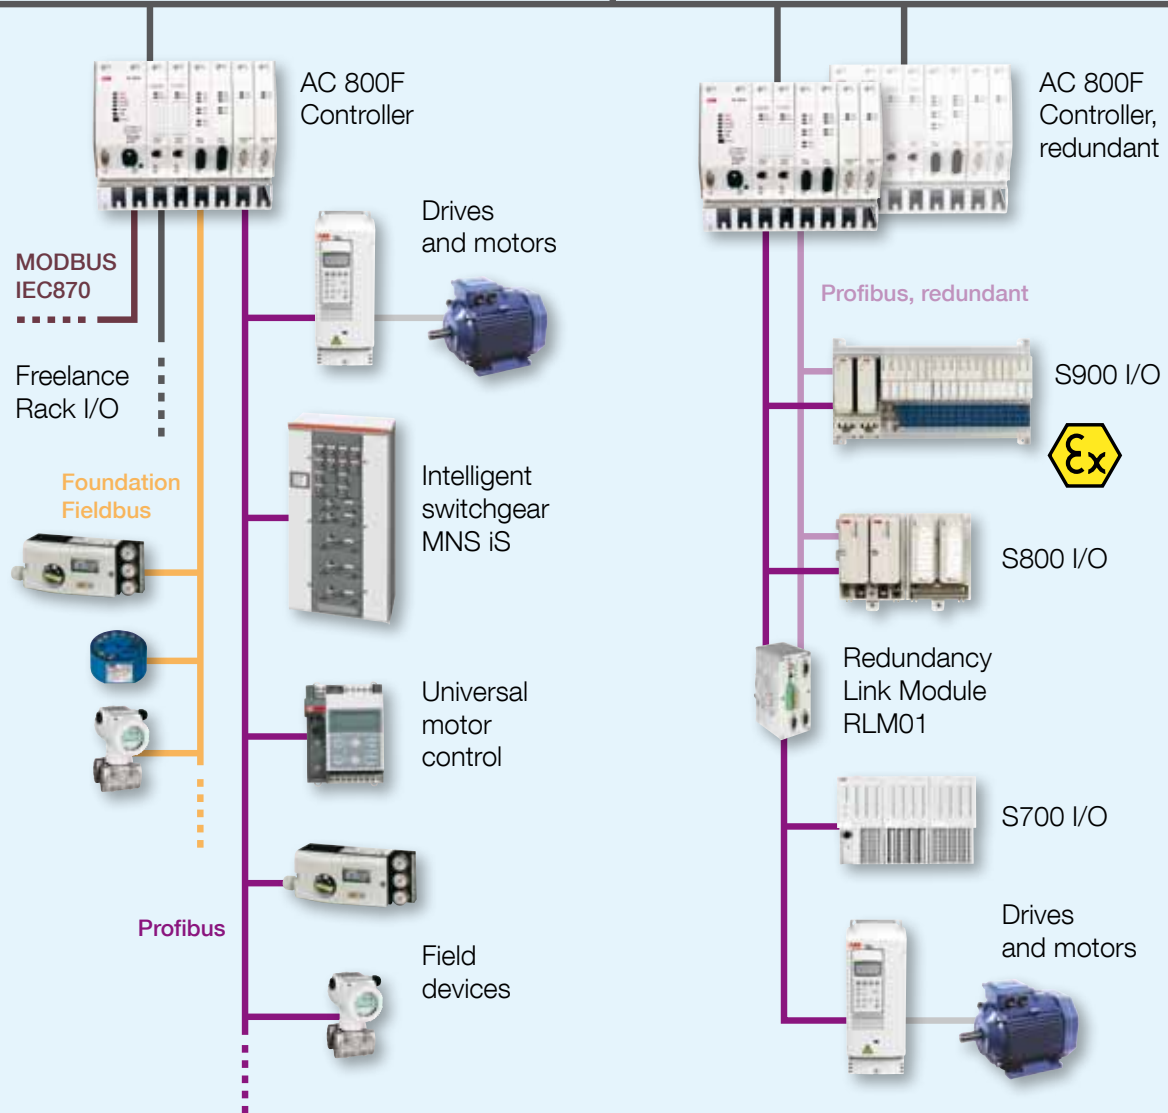 AC 800F
Controller
AC 800F
Controller,
redundant
Drives
and motors
MODBUS
IEC870
Profibus, redundant
Freelance
Rack I/O
S900 I/O
Ex
Foundation
Fieldbus
Intelligent
switchgear
MNS iS
S800 I/O
Redundancy
Link Module
RLM01
Universal
motor
control
S700 I/O
Profibus
Field
devices
Drives
and motors